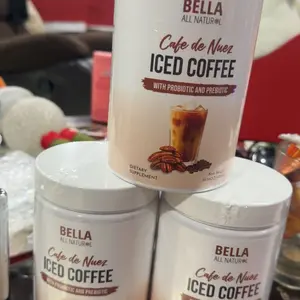 BELLA
ALL NATURAL
Cafe de Nuez
ICED COFFEE
WITH PROBIOTIC AND PREBIOTIC
DIETARY
SUPPLEMENT
BELLA
ALL NATURAL
Cafe de Nuez
ICED COFFEE
WITH PROBIOTIC AND PREBIOTIC
BELLA
ALL NATURAL
Cafe de Nuez
ICED COFFEE